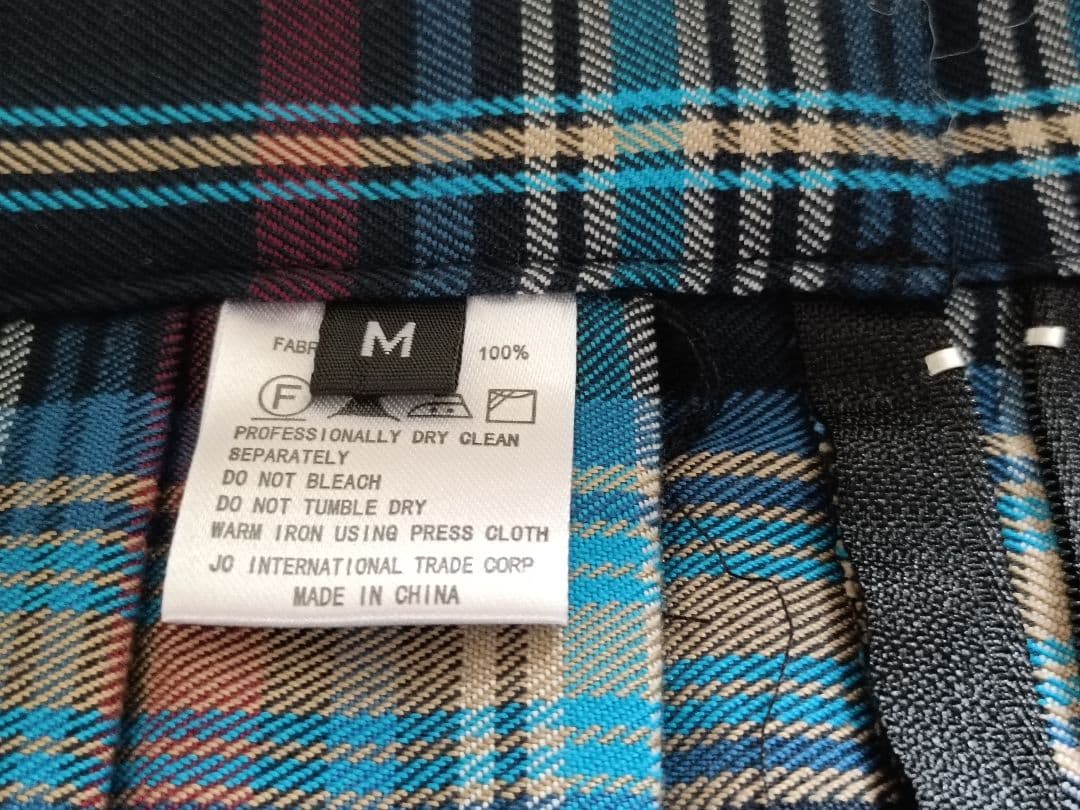 M
FABR 100%
F
PROFESSIONALLY DRY CLEAN
SEPARATELY
DO NOT BLEACH
DO NOT TUMBLE DRY
WARM IRON USING PRESS CLOTH
JC INTERNATIONAL TRADE CORP
MADE IN CHINA